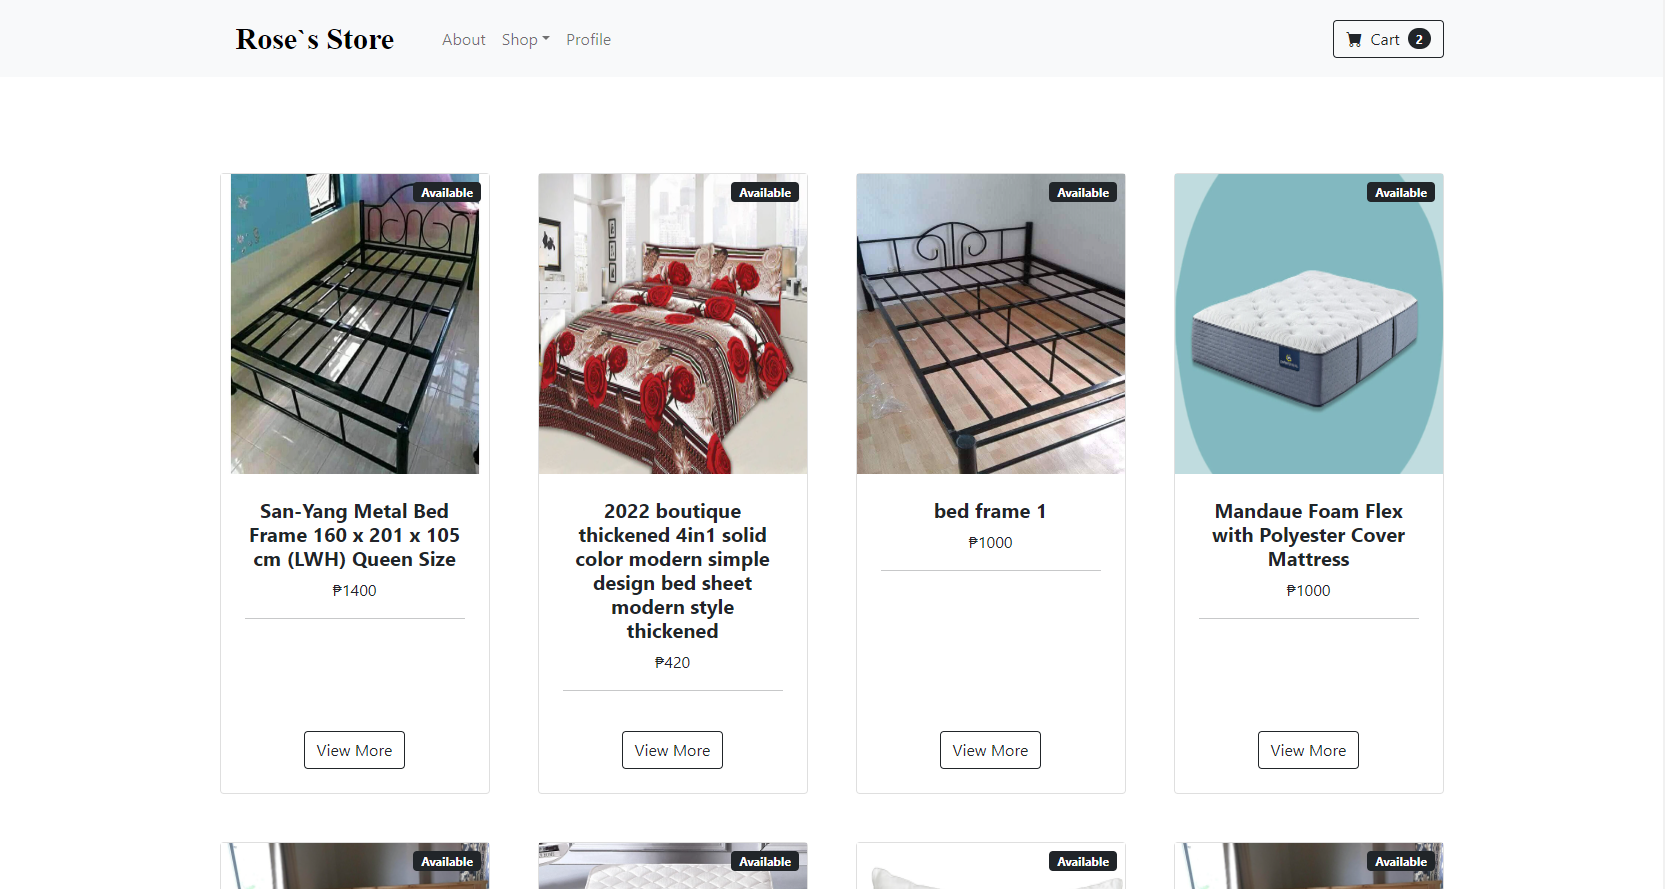 Rose`s Store
About
Shop
Profile
Cart 2
Available
Available
Available
Available
San-Yang Metal Bed
Frame 160 x 201 x 105
cm (LWH) Queen Size
₱1400
View More
2022 boutique
thickened 4in1 solid
color modern simple
design bed sheet
modern style
thickened
₱420
View More
bed frame 1
₱1000
View More
Mandaue Foam Flex
with Polyester Cover
Mattress
₱1000
View More
Available
Available
Available
Available